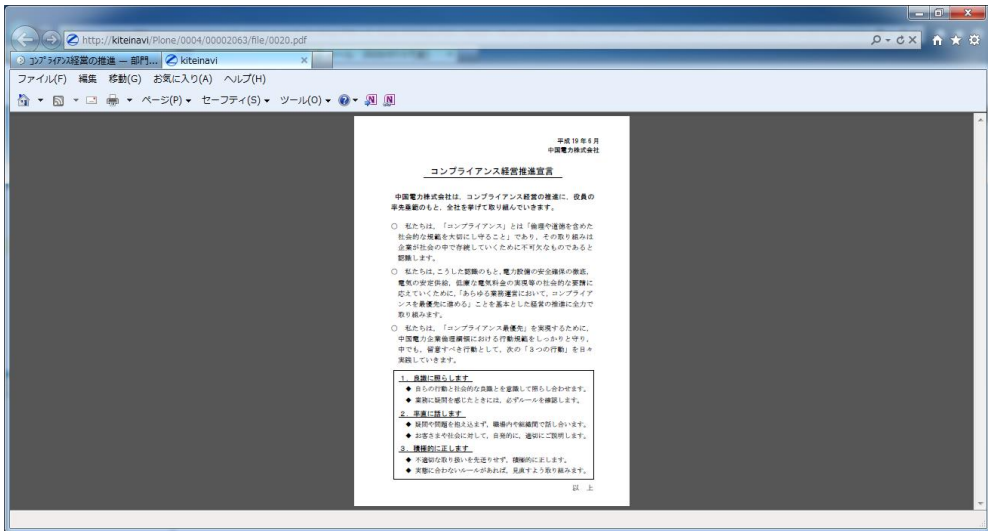 http://kiteinavi/Plone/0004/00002063/file/0020.pdf
コンプライアンス経営の推進 — 部門...
kiteinavi
ファイル(F) 編集 移動(G) お気に入り(A) ヘルプ(H)
ページ(P) セーフティ(S) ツール(O)
平成19年6月
中国電力株式会社
コンプライアンス経営推進宣言
中国電力株式会社は，コンプライアンス経営の推進に，役員の
率先垂範のもと，全社を挙げて取り組んでいきます。
○ 私たちは，「コンプライアンス」とは「倫理や道徳を含めた
社会的な規範を大切にし守ること」であり，その取り組みは
企業が社会の中で存続していくために不可欠なものであると
認識します。
○ 私たちは，こうした認識のもと，電力設備の安全確保の徹底，
電気の安定供給，低廉な電気料金の実現等の社会的な要請に
応えていくために，「あらゆる業務運営において，コンプライア
ンスを最優先に進める」ことを基本とした経営の推進に全力で
取り組みます。
○ 私たちは，「コンプライアンス最優先」を実現するために，
中国電力企業倫理綱領における行動規範をしっかりと守り，
中でも，留意すべき行動として，次の「３つの行動」を日々
実践していきます。
１．良識に照らします
◆ 自らの行動と社会的な良識とを意識して照らし合わせます。
◆ 業務に疑問を感じたときには，必ずルールを確認します。
２．率直に話します
◆ 疑問や問題を抱え込まず，職場内や組織間で話し合います。
◆ お客さまや社会に対して，自発的に，適切にご説明します。
３．積極的に正します
◆ 不適切な取り扱いを先送りせず，積極的に正します。
◆ 実態に合わないルールがあれば，見直すよう取り組みます。
以 上